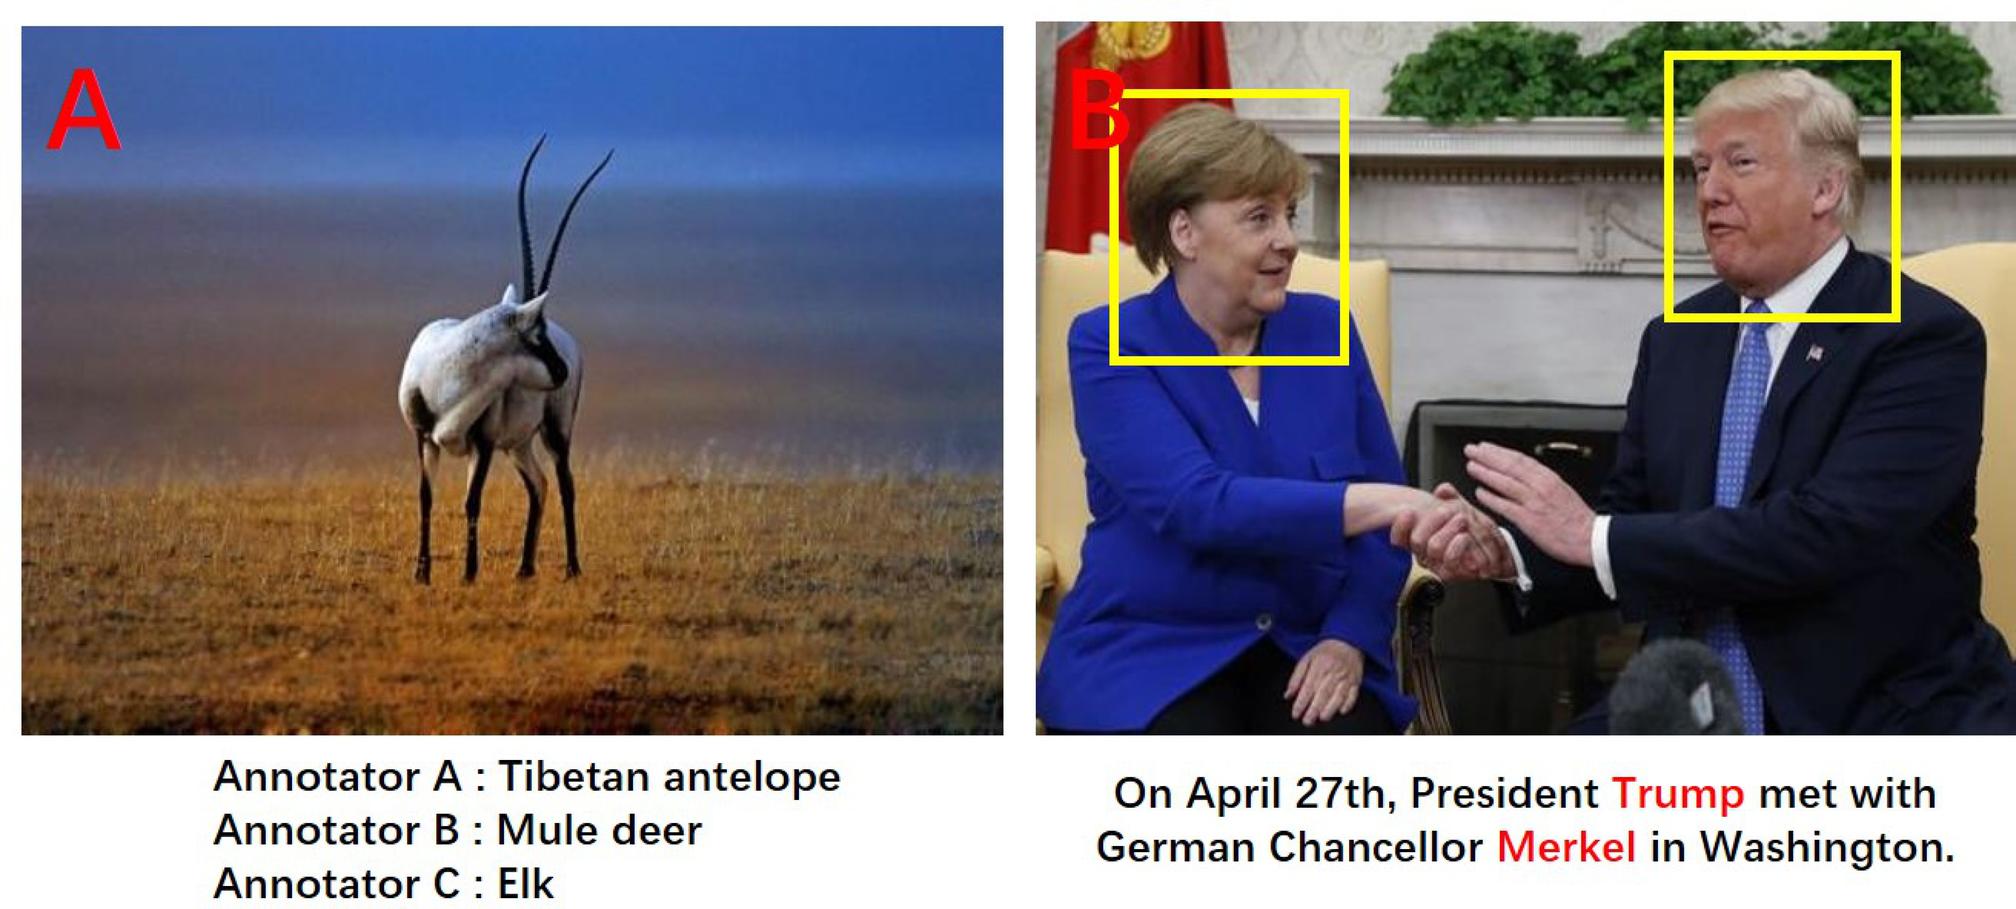 A
B
Annotator A : Tibetan antelope
Annotator B : Mule deer
Annotator C : Elk
On April 27th, President Trump met with
German Chancellor Merkel in Washington.